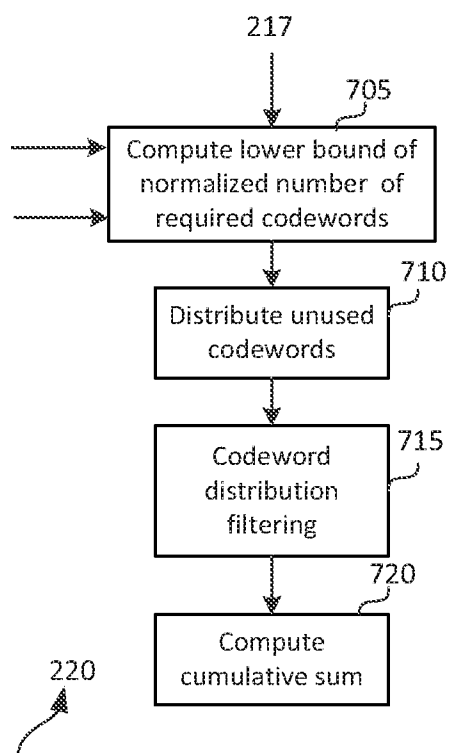 217
705
Compute lower bound of
normalized number of
required codewords
710
Distribute unused
codewords
715
Codeword
distribution
filtering
720
Compute
cumulative sum
220